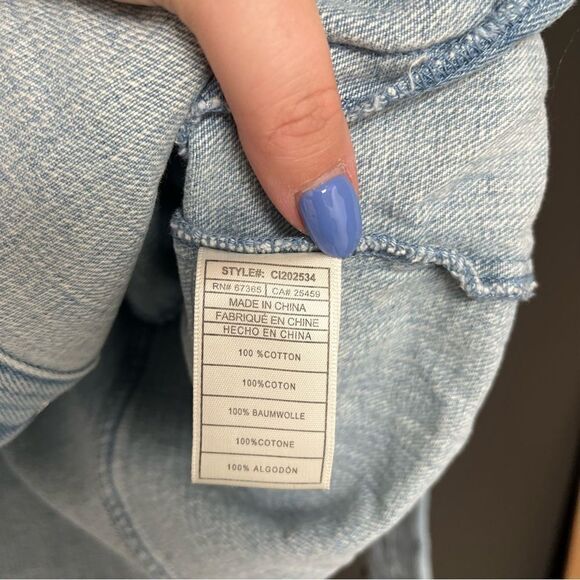 STYLE#: CI202534
RN# 67365 CA# 25459
MADE IN CHINA
FABRIQUÉ EN CHINE
HECHO EN CHINA
100 %COTTON
100%COTON
100% BAUMWOLLE
100%COTONE
100% ALGODÓN